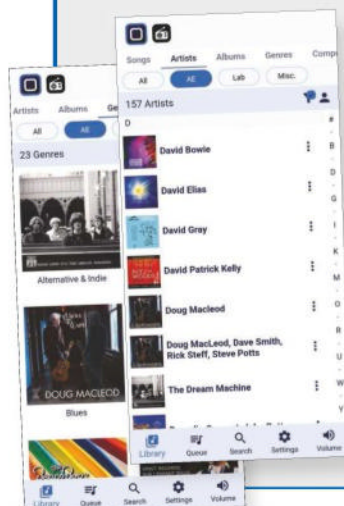 Songs Artists Albums Genres
All AE Lab Misc.
157 Artists
D
David Bowie
David Elias
David Gray
David Patrick Kelly
Doug Macleod
Doug MacLeod, Dave Smith,
Rick Steff, Steve Potts
The Dream Machine
Library Queue Search Settings Volume
#
B
D
G
I
K
M
O
R
U
W
Y
Artists Albums
All AE
23 Genres
Alternative & Indie
DOUG MACLEOD
Blues
Library Queue Search Settings Volume